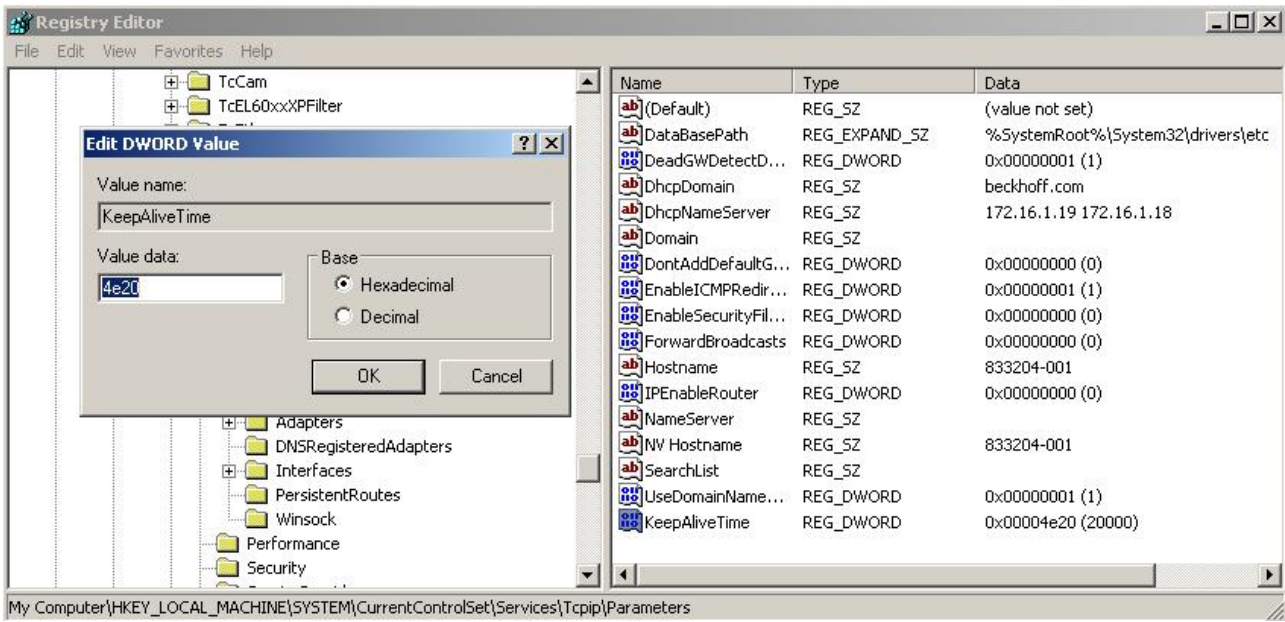 Registry Editor
File Edit View Favorites Help
TcCam
TcEL60xxXPFilter
Edit DWORD Value
Value name:
KeepAliveTime
Value data:
4e20
Base
Hexadecimal
Decimal
OK Cancel
Adapters
DNSRegisteredAdapters
Interfaces
PersistentRoutes
Winsock
Performance
Security
Name Type Data
(Default) REG_SZ (value not set)
DataBasePath REG_EXPAND_SZ %SystemRoot%\System32\drivers\etc
DeadGWDetectD... REG_DWORD 0x00000001 (1)
DhcpDomain REG_SZ beckhoff.com
DhcpNameServer REG_SZ 172.16.1.19 172.16.1.18
Domain REG_SZ
DontAddDefaultG... REG_DWORD 0x00000000 (0)
EnableICMPRedir... REG_DWORD 0x00000001 (1)
EnableSecurityFil... REG_DWORD 0x00000000 (0)
ForwardBroadcasts REG_DWORD 0x00000000 (0)
Hostname REG_SZ 833204-001
IPEnableRouter REG_DWORD 0x00000000 (0)
NameServer REG_SZ
NV Hostname REG_SZ 833204-001
SearchList REG_SZ
UseDomainName... REG_DWORD 0x00000001 (1)
KeepAliveTime REG_DWORD 0x00004e20 (20000)
My Computer\HKEY_LOCAL_MACHINE\SYSTEM\CurrentControlSet\Services\Tcpip\Parameters